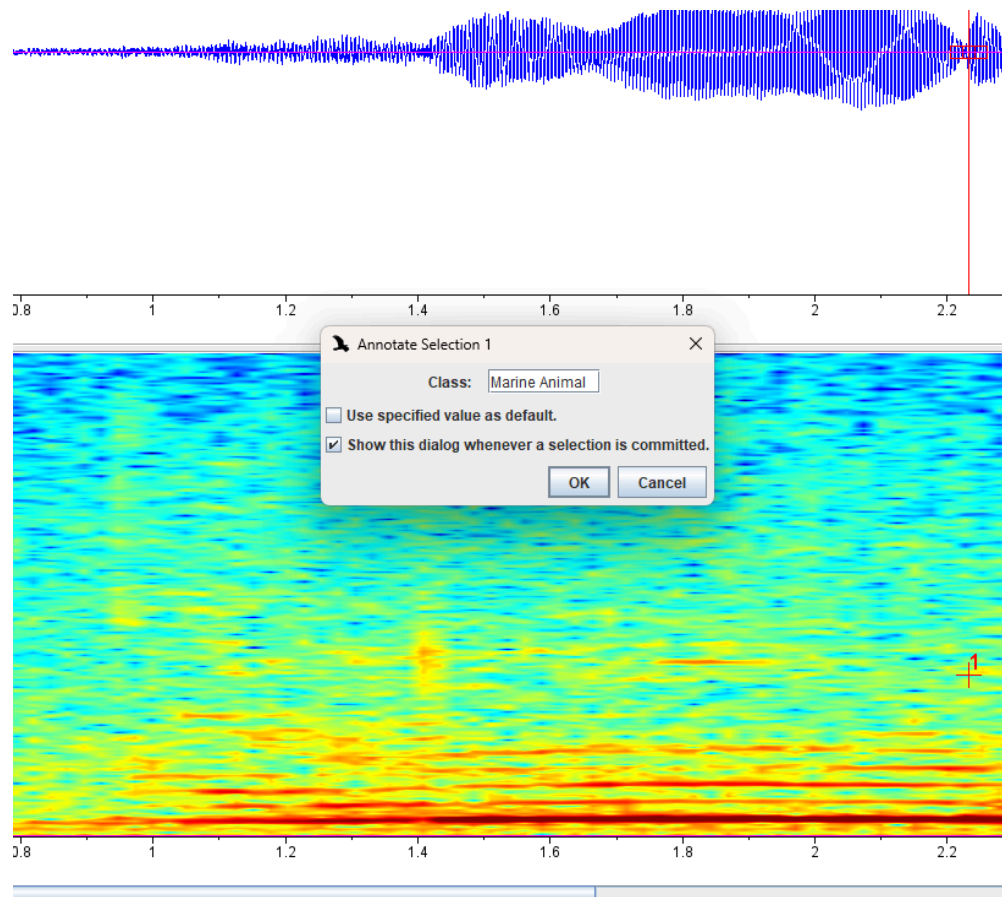 0.8 1 1.2 1.4 1.6 1.8 2 2.2
Annotate Selection 1
Class: Marine Animal
Use specified value as default.
Show this dialog whenever a selection is committed.
OK Cancel
1
0.8 1 1.2 1.4 1.6 1.8 2 2.2